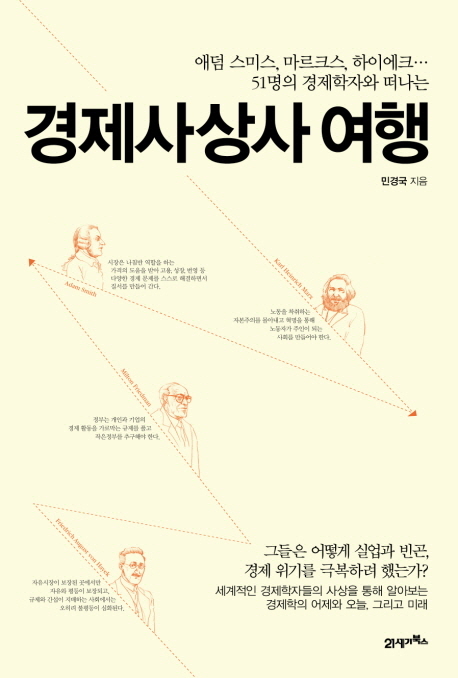 애덤 스미스, 마르크스, 하이에크…
51명의 경제학자와 떠나는
경제사상사 여행
민경국 지음
시장은 나침반 역할을 하는
가격의 도움을 받아 고용, 성장, 번영 등
다양한 경제 문제를 스스로 해결하면서
질서를 만들어 간다.
Adam Smith
Karl Heinrich Marx
노동을 착취하는
자본주의를 몰아내고 혁명을 통해
노동자가 주인이 되는
사회를 만들어야 한다.
Milton Friedman
정부는 개인과 기업의
경제 활동을 가로막는 규제를 풀고
작은정부를 추구해야 한다.
Friedrich August von Hayek
자유시장이 보장된 곳에서만
자유와 평등이 보장되고,
규제와 간섭이 지배하는 사회에서는
오히려 불평등이 심화된다.
그들은 어떻게 실업과 빈곤,
경제 위기를 극복하려 했는가?
세계적인 경제학자들의 사상을 통해 알아보는
경제학의 어제와 오늘, 그리고 미래
21세기북스